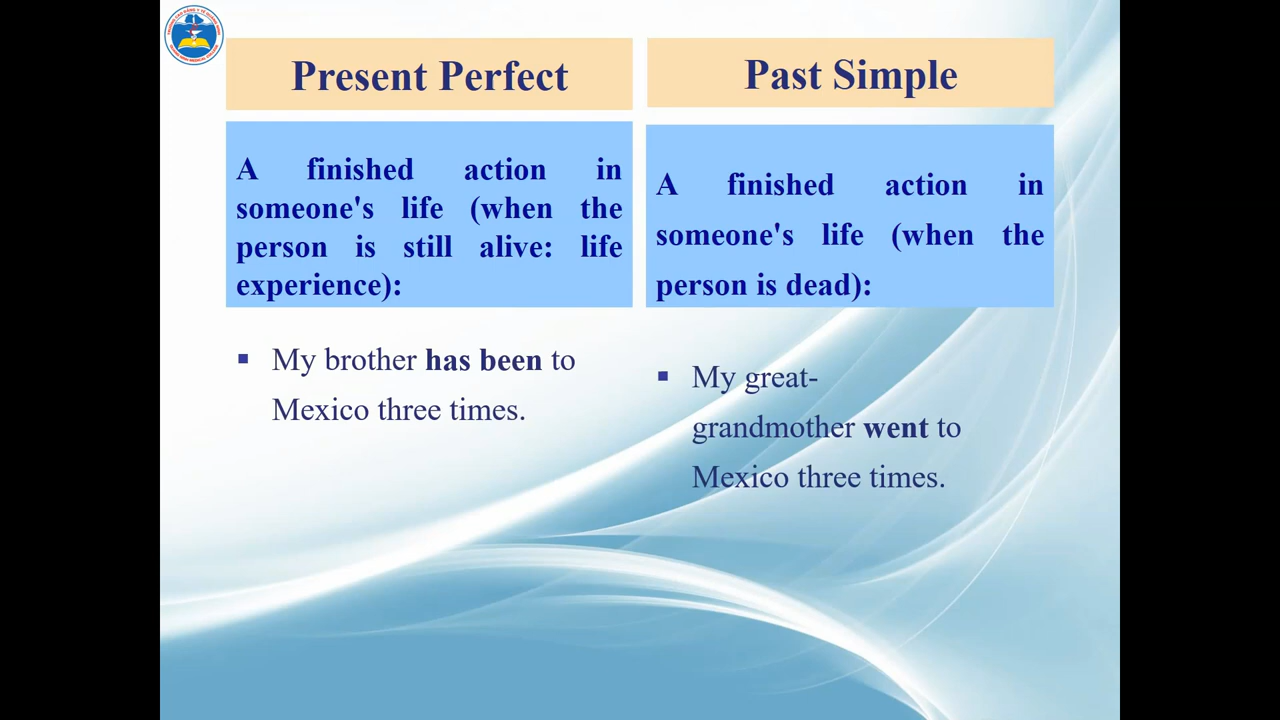 Present Perfect
Past Simple
A finished action in
someone's life (when the
person is still alive: life
experience):
A finished action in
someone's life (when the
person is dead):
▪ My brother has been to
Mexico three times.
▪ My great-
grandmother went to
Mexico three times.